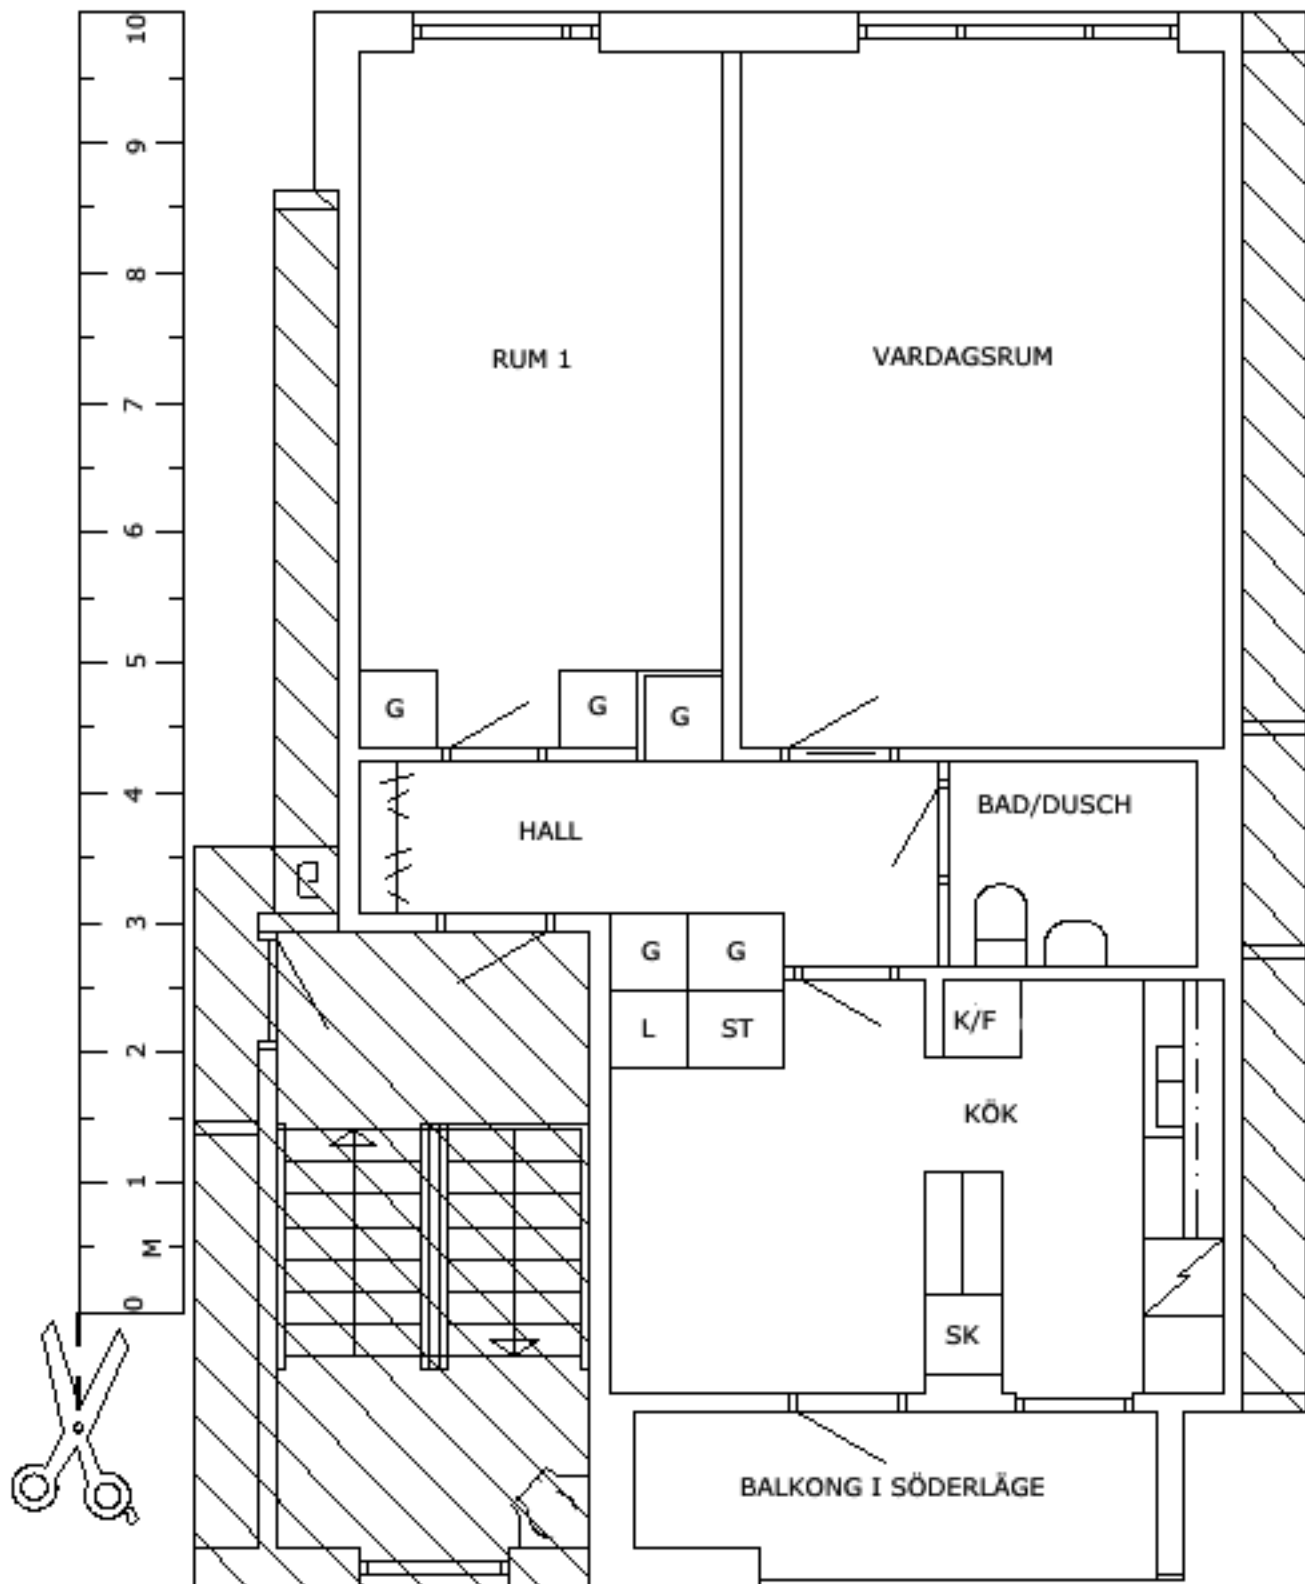 10
9
8
7
6
5
4
3
2
1
M
0
RUM 1
VARDAGSRUM
G
G
G
HALL
BAD/DUSCH
G
G
L
ST
K/F
KÖK
SK
BALKONG I SÖDERLÄGE